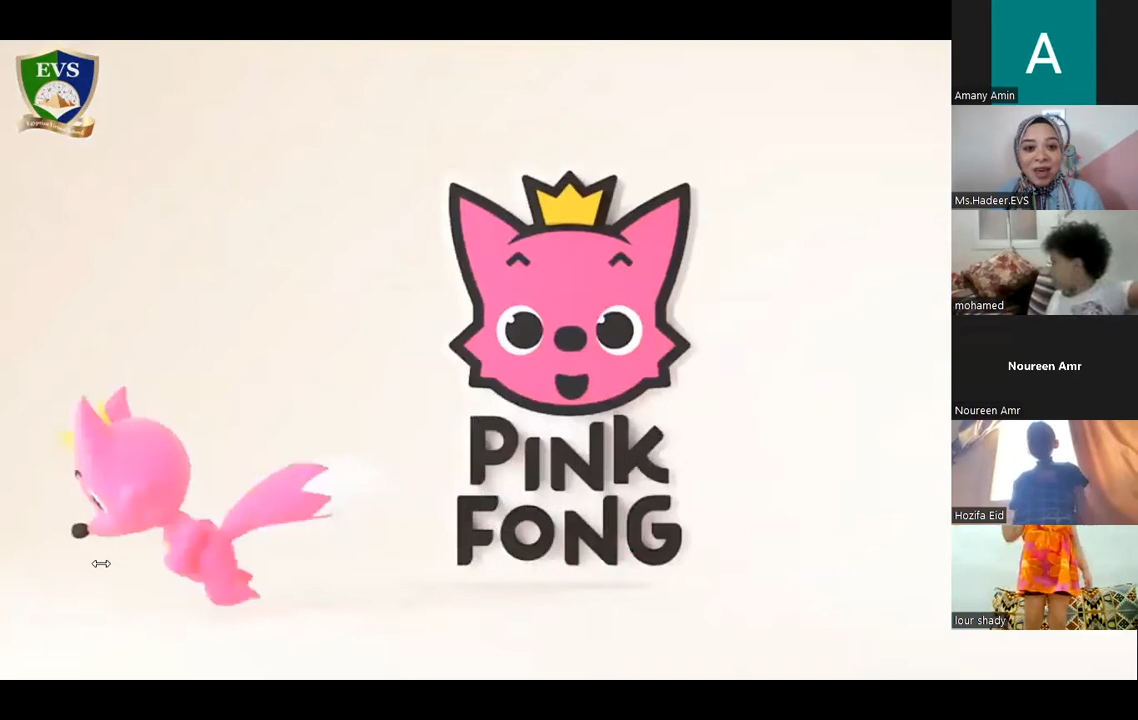 EVS
PINK
FONG
A
Amany Amin
Ms.Hadeer.EVS
mohamed
Noureen Amr
Noureen Amr
Hozifa Eid
lour shady